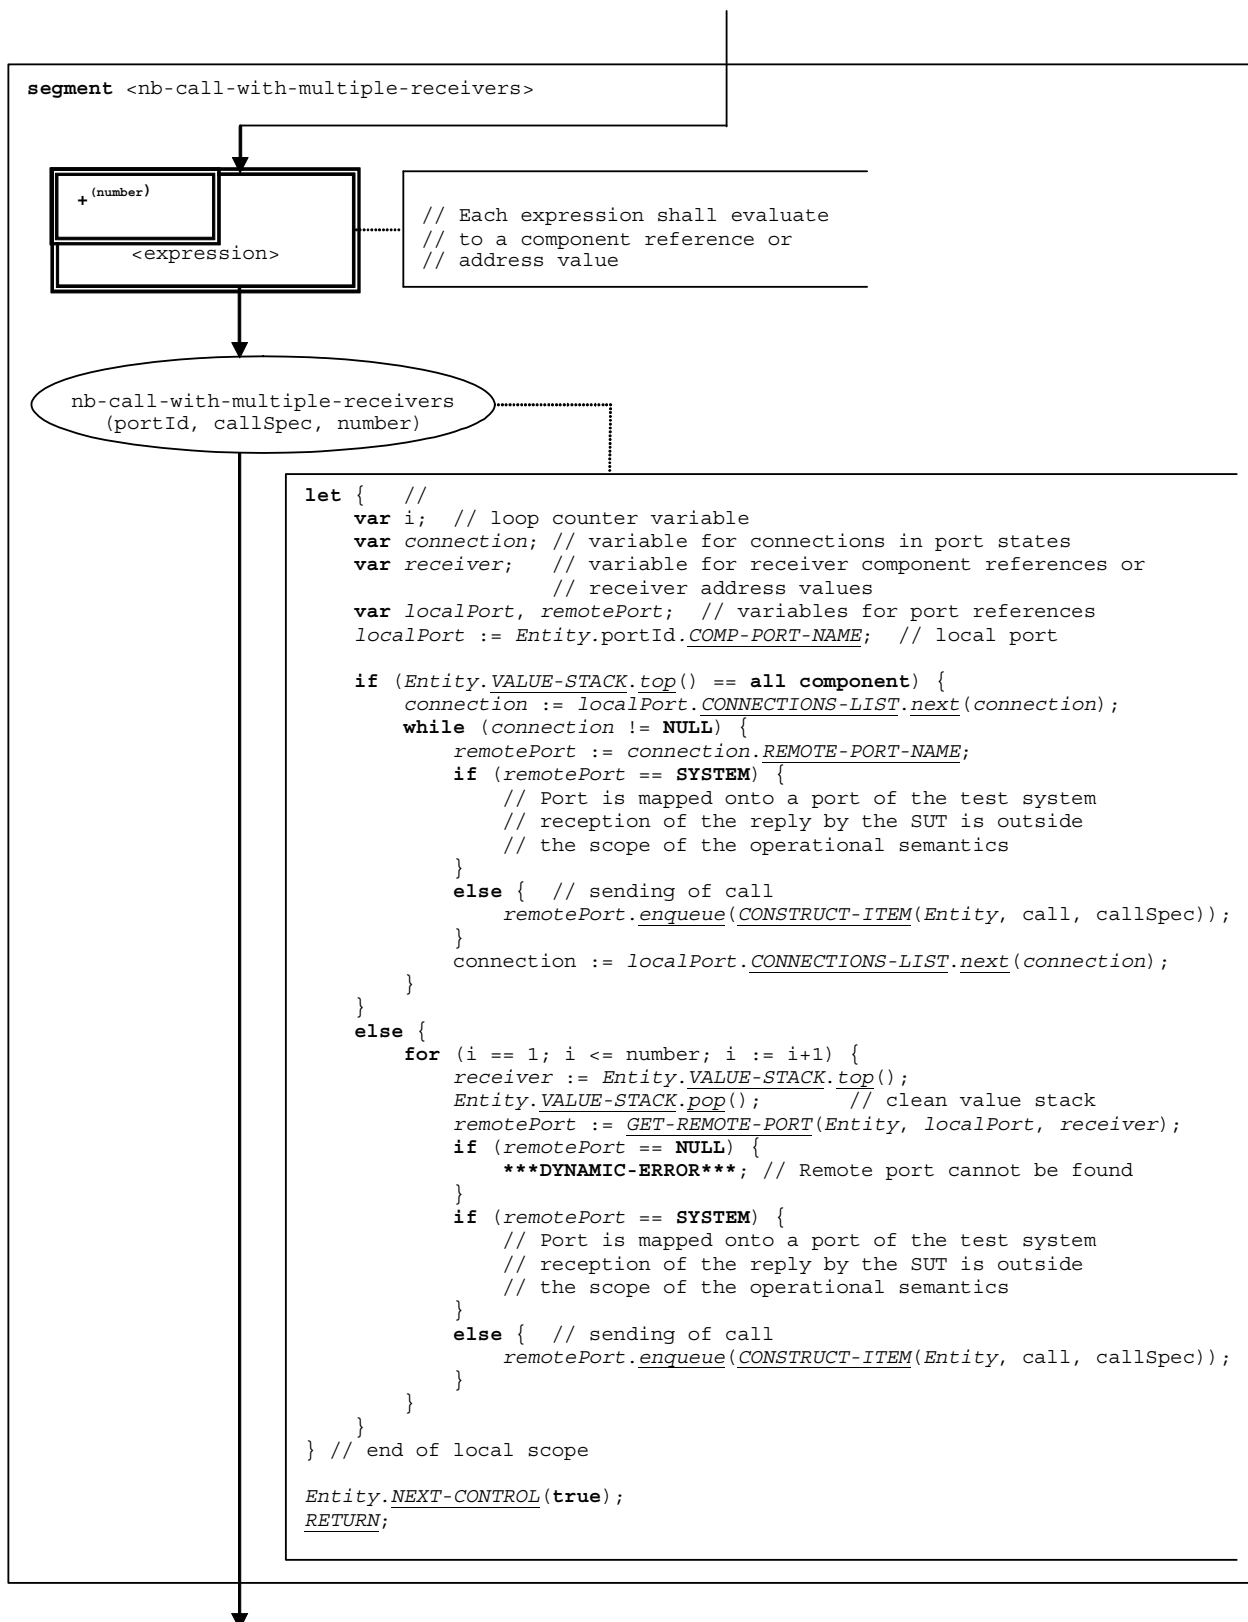 segment <nb-call-with-multiple-receivers>
+(number)
<expression>
// Each expression shall evaluate
// to a component reference or
// address value
nb-call-with-multiple-receivers
(portId, callSpec, number)
let {   //
    var i;  // loop counter variable
    var connection; // variable for connections in port states
    var receiver;   // variable for receiver component references or
                    // receiver address values
    var localPort, remotePort;  // variables for port references
    localPort := Entity.portId.COMP-PORT-NAME;  // local port
    if (Entity.VALUE-STACK.top() == all component) {
        connection := localPort.CONNECTIONS-LIST.next(connection);
        while (connection != NULL) {
            remotePort := connection.REMOTE-PORT-NAME;
            if (remotePort == SYSTEM) {
                // Port is mapped onto a port of the test system
                // reception of the reply by the SUT is outside
                // the scope of the operational semantics
            }
            else {  // sending of call
                remotePort.enqueue(CONSTRUCT-ITEM(Entity, call, callSpec));
            }
            connection := localPort.CONNECTIONS-LIST.next(connection);
        }
    }
    else {
        for (i == 1; i <= number; i := i+1) {
            receiver := Entity.VALUE-STACK.top();
            Entity.VALUE-STACK.pop();       // clean value stack
            remotePort := GET-REMOTE-PORT(Entity, localPort, receiver);
            if (remotePort == NULL) {
                ***DYNAMIC-ERROR***; // Remote port cannot be found
            }
            if (remotePort == SYSTEM) {
                // Port is mapped onto a port of the test system
                // reception of the reply by the SUT is outside
                // the scope of the operational semantics
            }
            else {  // sending of call
                remotePort.enqueue(CONSTRUCT-ITEM(Entity, call, callSpec));
            }
        }
    }
} // end of local scope
Entity.NEXT-CONTROL(true);
RETURN;